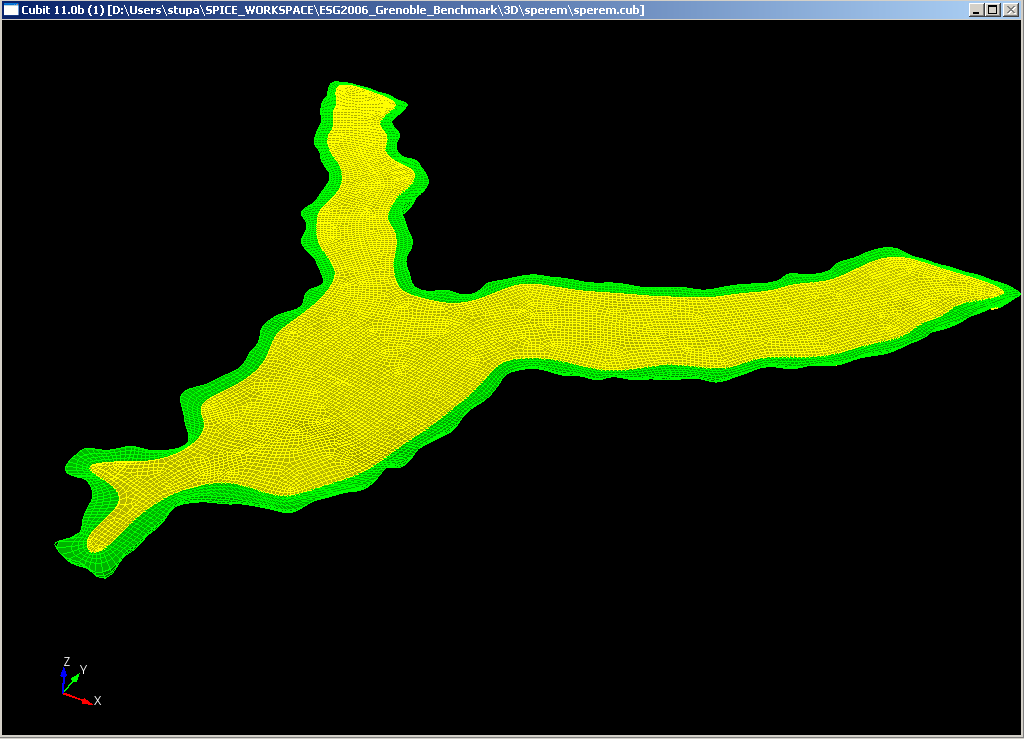 Cubit 11.0b (1) [D:\Users\stupa\SPICE_WORKSPACE\ESG2006_Grenoble_Benchmark\3D\sperem\sperem.cub]
Z
Y
X